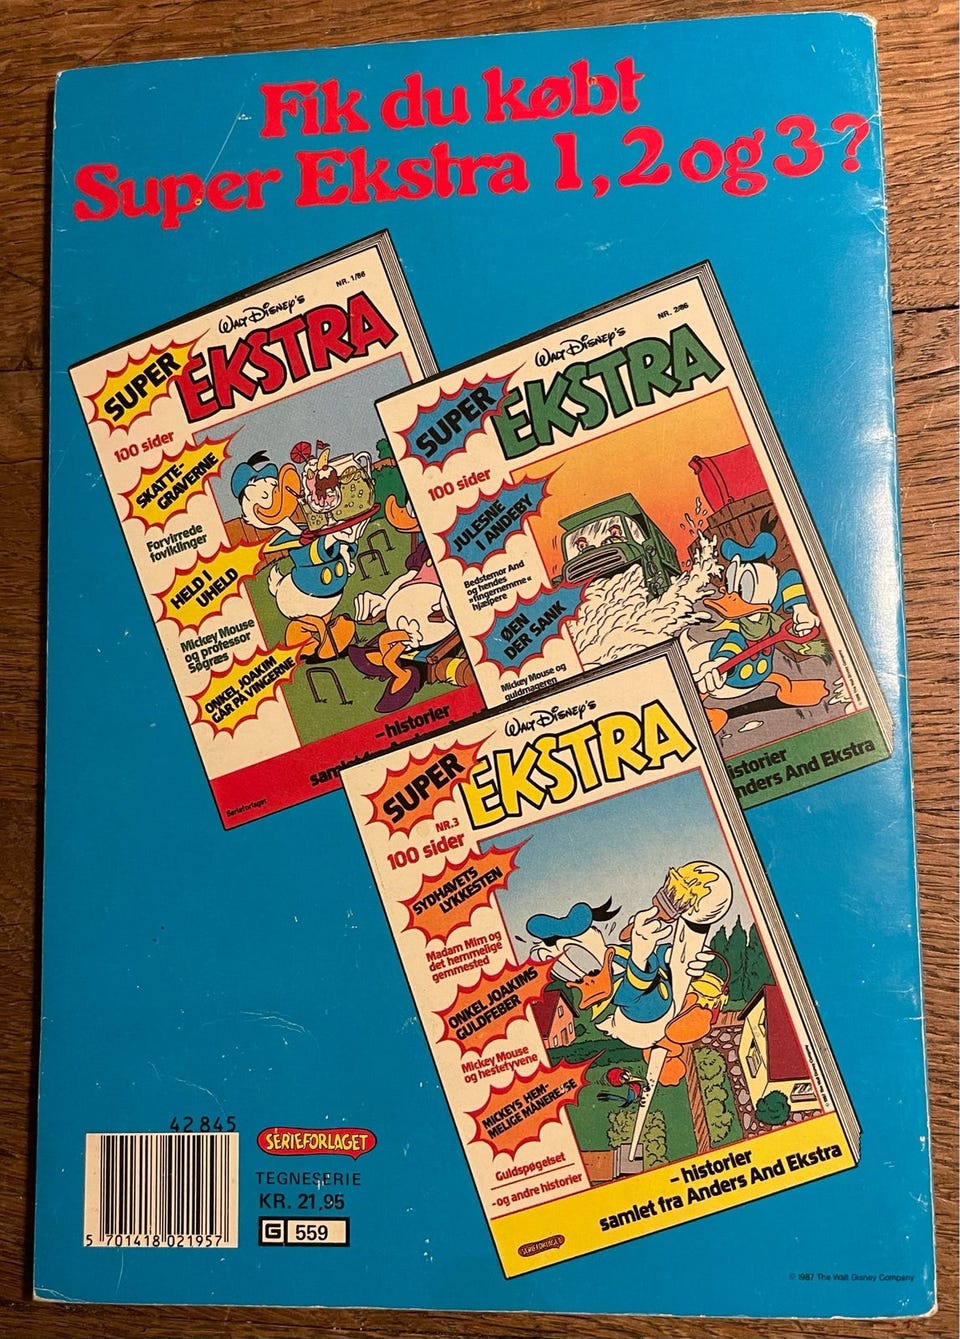 Fik du købt
Super Ekstra 1, 2 og 3?
NR. 1/86
WALT DISNEY'S
SUPER
EKSTRA
100 sider
SKATTE-
GRAVERNE
Forvirrede
foviklinger
HELD I
UHELD
Mickey Mouse
og professor
Søgræs
ONKEL JOAKIM
GÅR PÅ VINGERNE
–historier
Serieforlaget
NR. 2/86
WALT DISNEY'S
SUPER
EKSTRA
100 sider
JULESNE
I ANDEBY
Bedstemor And
og hendes
»fingernemme«
hjælpere
ØEN
DER SANK
Mickey Mouse og
guldmageren
istorier
nders And Ekstra
WALT DISNEY'S
SUPER
EKSTRA
NR. 3
100 sider
SYDHAVETS
LYKKESTEN
Madam Mim og
det hemmelige
gemmested
ONKEL JOAKIMS
GULDFEBER
Mickey Mouse
og hestetyvene
MICKEYS HEM-
MELIGE MANØRE:SE
Guldspøgelset
-og andre historier
–historier
samlet fra Anders And Ekstra
SERIEFORLAGET
42845
5 701418 021957
SERIEFORLAGET
TEGNESERIE
KR. 21,95
G 559
© 1987 The Walt Disney Company